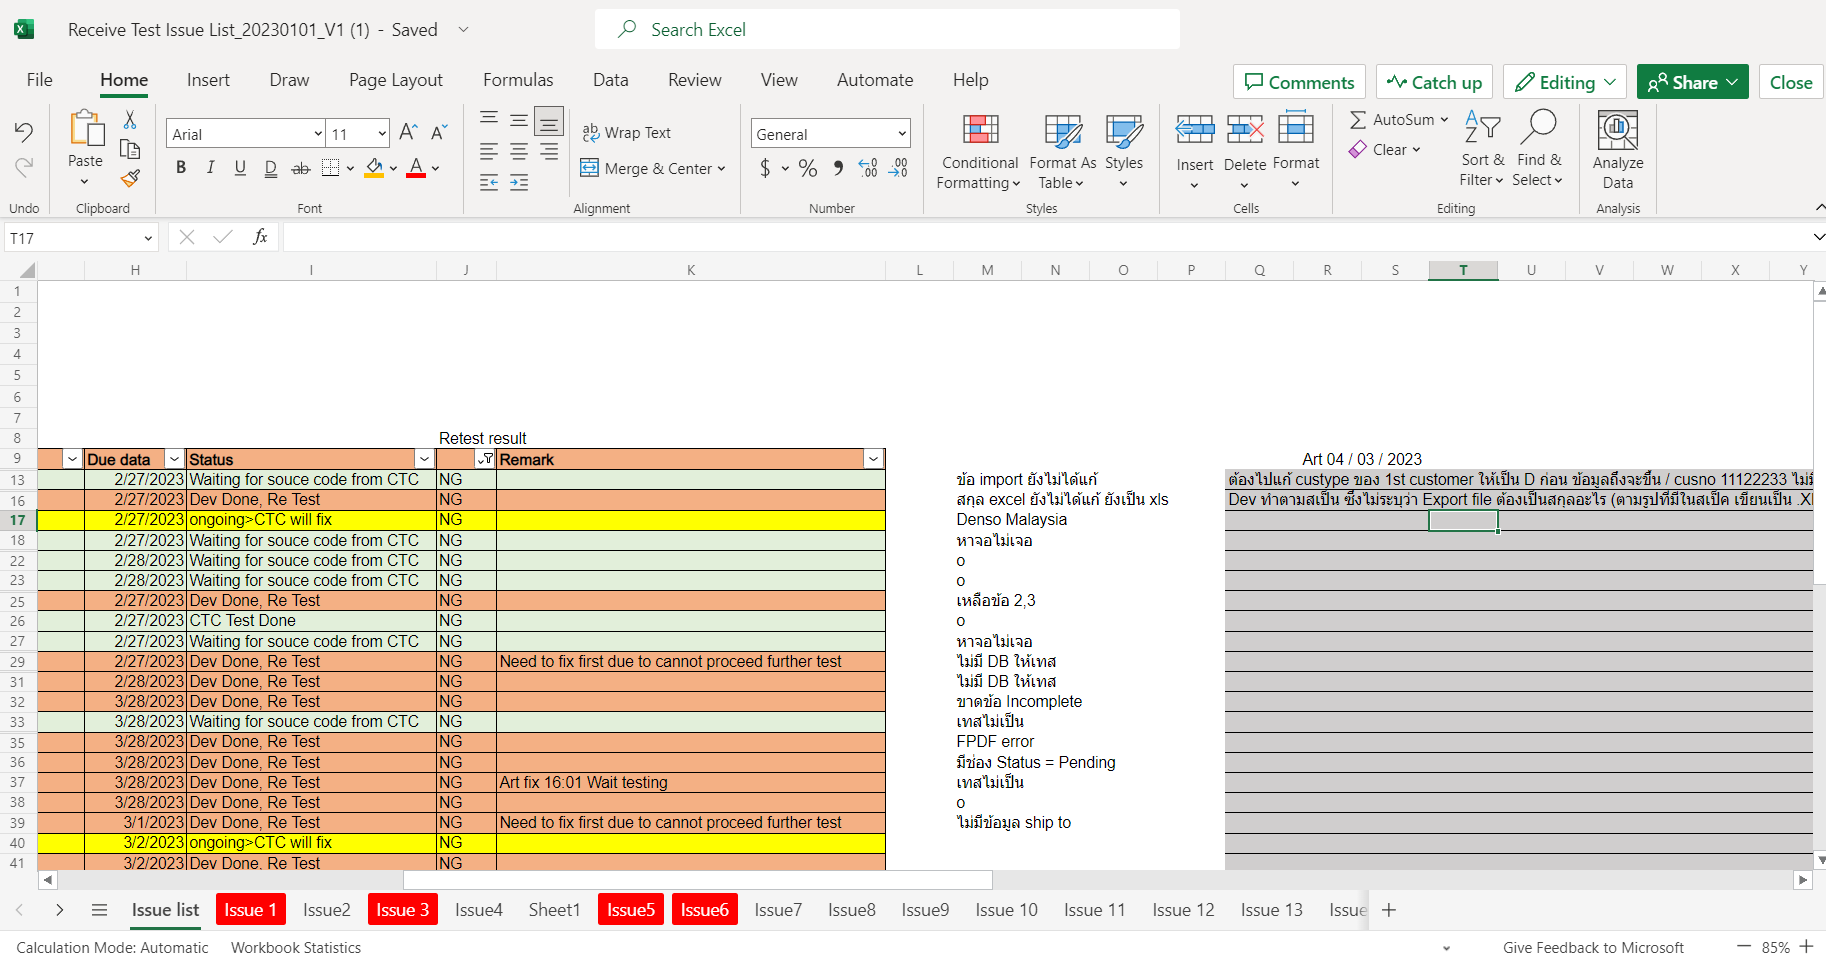 Receive Test Issue List_20230101_V1 (1) - Saved
Search Excel
File Home Insert Draw Page Layout Formulas Data Review View Automate Help
Comments Catch up Editing Share Close
Paste
Arial 11
B I U D ab A
Wrap Text
Merge & Center
General
$ % 
Conditional Formatting
Format As Table
Styles
Insert Delete Format
AutoSum
Clear
Sort & Filter
Find & Select
Analyze Data
Undo Clipboard Font Alignment Number Styles Cells Editing Analysis
T17 fx
H I J K L M N O P Q R S T U V W X Y
1
2
3
4
5
6
7
8 Retest result
9 Due data Status Remark Art 04 / 03 / 2023
13 2/27/2023 Waiting for souce code from CTC NG ข้อ import ยังไม่ได้แก้ ต้องไปแก้ custype ของ 1st customer ให้เป็น D ก่อน ข้อมูลถึงจะขึ้น / cusno 11122233 ไม่มี
16 2/27/2023 Dev Done, Re Test NG สกุล excel ยังไม่ได้แก้ ยังเป็น xls Dev ทำตามสเป็น ซึ่งไม่ระบุว่า Export file ต้องเป็นสกุลอะไร (ตามรูปที่มีในสเป็ค เขียนเป็น .Xl
17 2/27/2023 ongoing>CTC will fix NG Denso Malaysia
18 2/27/2023 Waiting for souce code from CTC NG หาจอไม่เจอ
22 2/28/2023 Waiting for souce code from CTC NG o
23 2/28/2023 Waiting for souce code from CTC NG o
25 2/27/2023 Dev Done, Re Test NG เหลือข้อ 2,3
26 2/27/2023 CTC Test Done NG o
27 2/27/2023 Waiting for souce code from CTC NG หาจอไม่เจอ
29 2/27/2023 Dev Done, Re Test NG Need to fix first due to cannot proceed further test ไม่มี DB ให้เทส
31 2/28/2023 Dev Done, Re Test NG ไม่มี DB ให้เทส
32 3/28/2023 Dev Done, Re Test NG ขาดข้อ Incomplete
33 3/28/2023 Waiting for souce code from CTC NG เทสไม่เป็น
35 3/28/2023 Dev Done, Re Test NG FPDF error
36 3/28/2023 Dev Done, Re Test NG มีช่อง Status = Pending
37 3/28/2023 Dev Done, Re Test NG Art fix 16:01 Wait testing เทสไม่เป็น
38 3/28/2023 Dev Done, Re Test NG o
39 3/1/2023 Dev Done, Re Test NG Need to fix first due to cannot proceed further test ไม่มีข้อมูล ship to
40 3/2/2023 ongoing>CTC will fix NG
41 3/2/2023 Dev Done, Re Test NG
Issue list Issue 1 Issue2 Issue 3 Issue4 Sheet1 Issue5 Issue6 Issue7 Issue8 Issue9 Issue 10 Issue 11 Issue 12 Issue 13 Issue
Calculation Mode: Automatic Workbook Statistics Give Feedback to Microsoft 85%